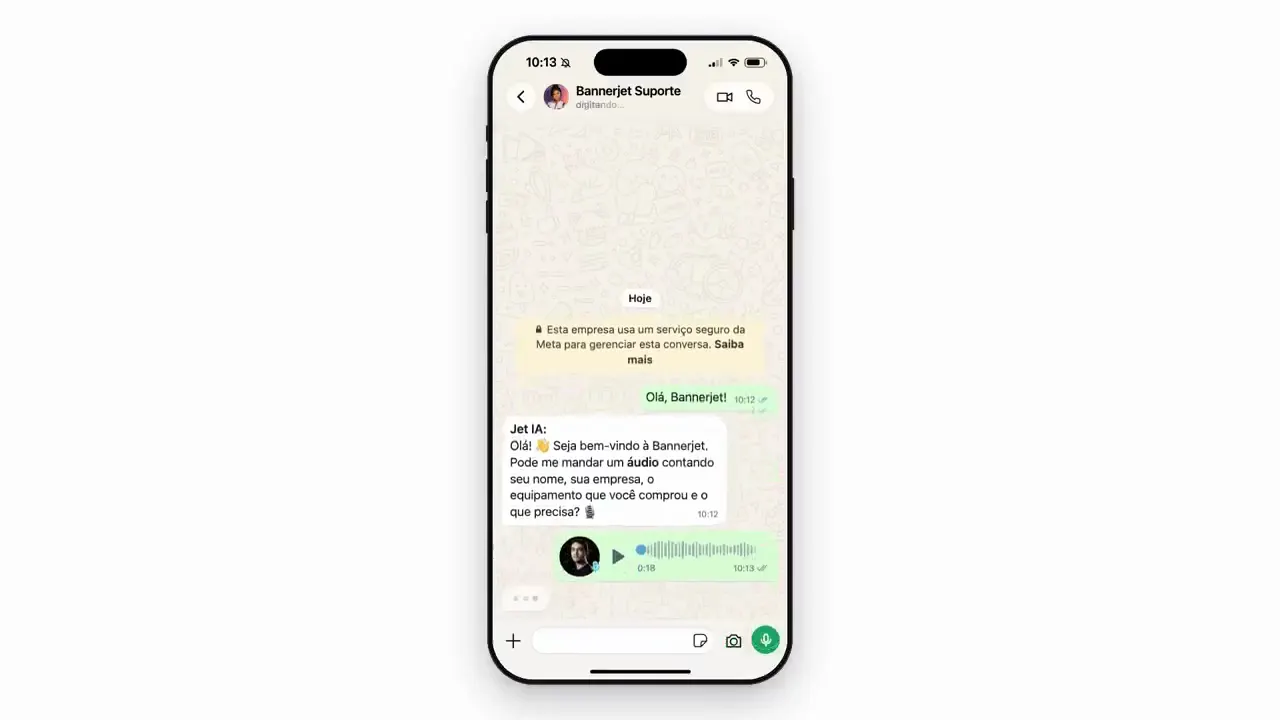 10:13
Bannerjet Suporte
digitando...
Hoje
Esta empresa usa um serviço seguro da
Meta para gerenciar esta conversa. Saiba
mais
Olá, Bannerjet! 10:12
Jet IA:
Olá! 👋 Seja bem-vindo à Bannerjet.
Pode me mandar um áudio contando
seu nome, sua empresa, o
equipamento que você comprou e o
que precisa? 🎙️ 10:12
0:18 10:13